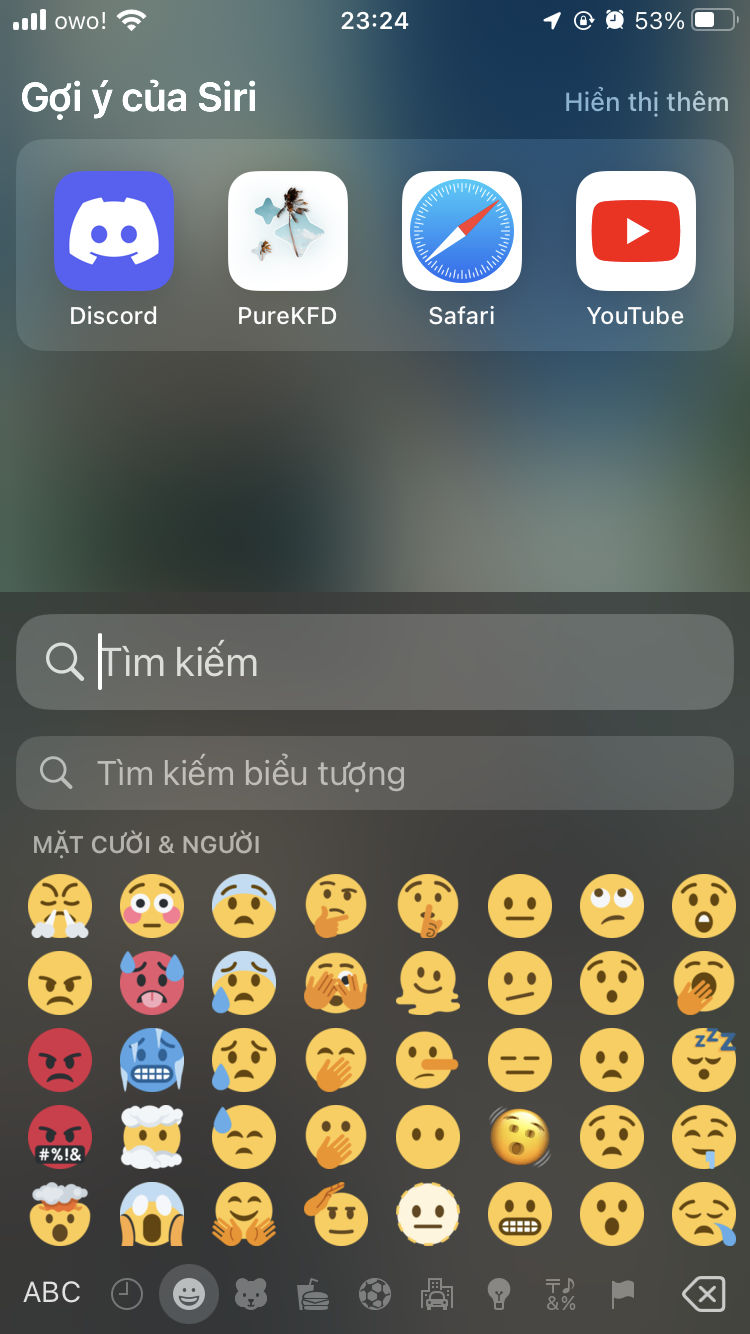 owo!
23:24
53%
Gợi ý của Siri
Hiển thị thêm
Discord
PureKFD
Safari
YouTube
Tìm kiếm
Tìm kiếm biểu tượng
MẶT CƯỜI & NGƯỜI
zzZ
#%!&
ABC
&%